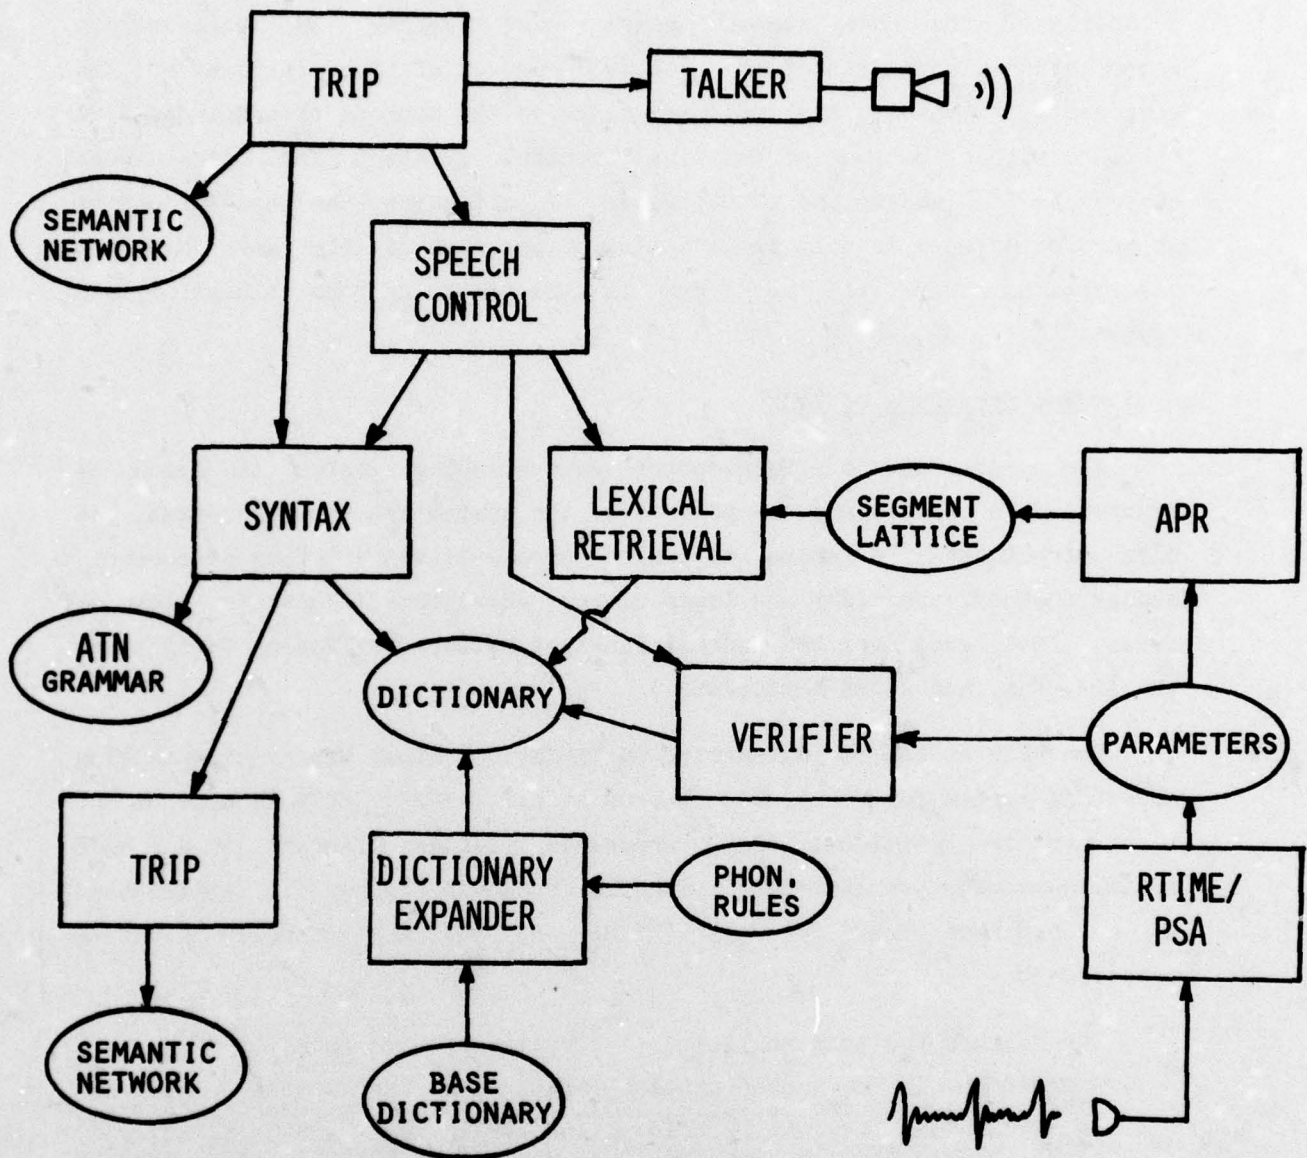 TRIP
TALKER
SEMANTIC
NETWORK
SPEECH
CONTROL
SYNTAX
LEXICAL
RETRIEVAL
SEGMENT
LATTICE
APR
ATN
GRAMMAR
DICTIONARY
VERIFIER
PARAMETERS
TRIP
DICTIONARY
EXPANDER
PHON.
RULES
RTIME/
PSA
SEMANTIC
NETWORK
BASE
DICTIONARY